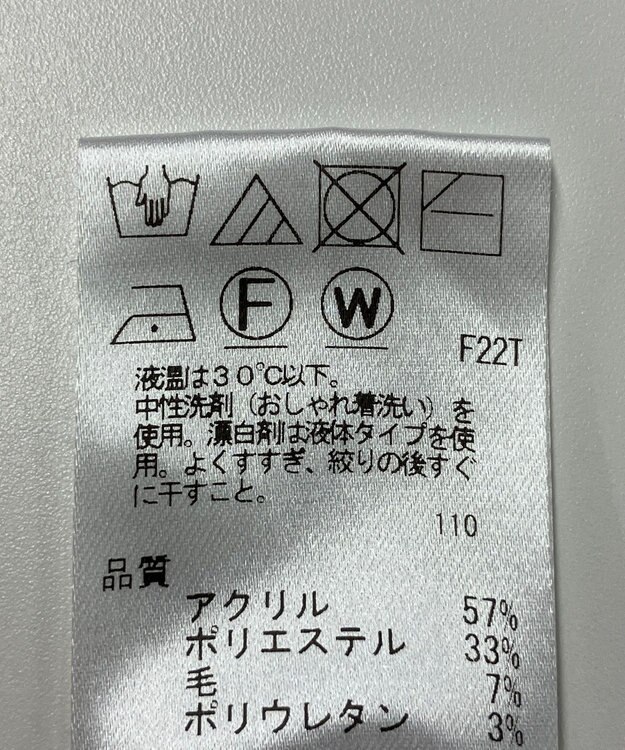 F
W
F22T
液温は30℃以下。
中性洗剤（おしゃれ着洗い）を
使用。漂白剤は液体タイプを使
用。よくすすぎ、絞りの後すぐ
に干すこと。
110
品質
アクリル 57%
ポリエステル 33%
毛 7%
ポリウレタン 3%